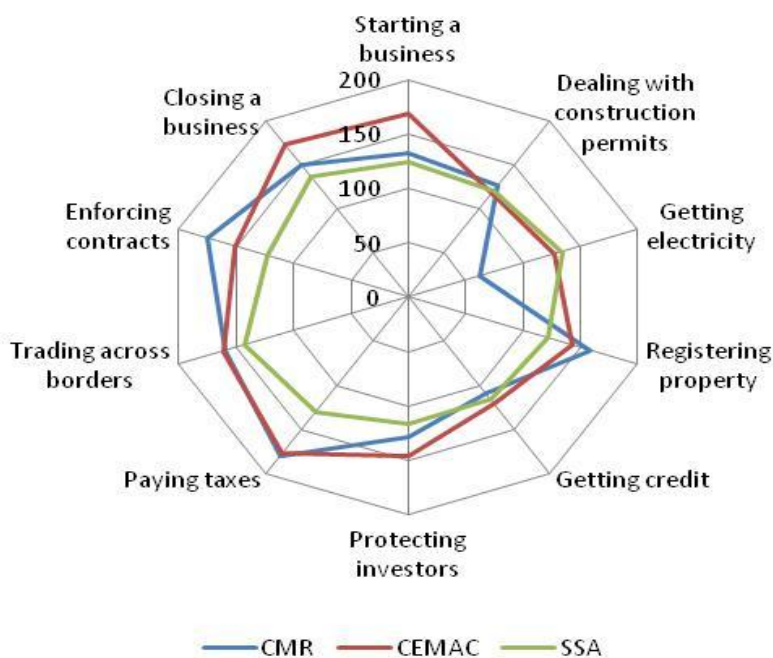 Starting a
business
Dealing with
construction
permits
Getting
electricity
Registering
property
Getting credit
Protecting
investors
Paying taxes
Trading across
borders
Enforcing
contracts
Closing a
business
200
150
100
50
0
CMR CEMAC SSA